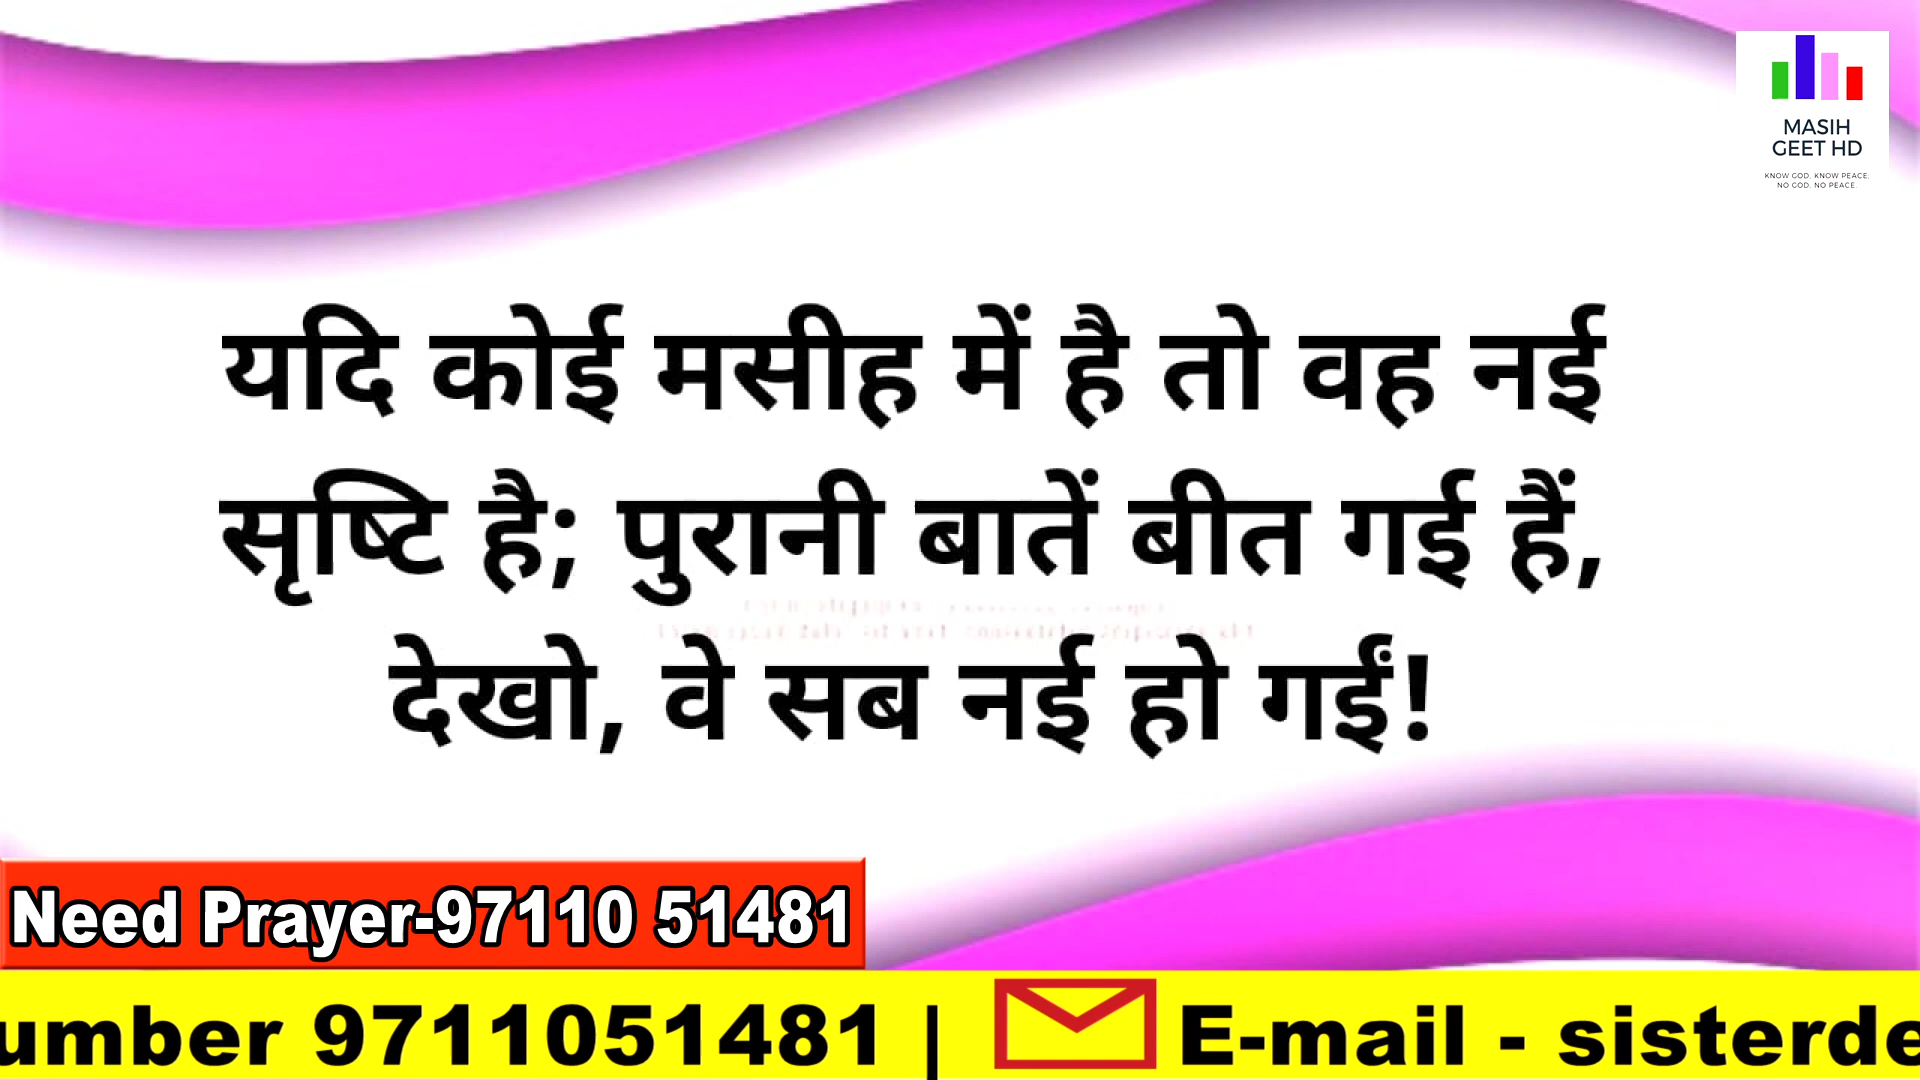 MASIH
GEET HD
KNOW GOD. KNOW PEACE.
NO GOD. NO PEACE.
यदि कोई मसीह में है तो वह नई
सृष्टि है; पुरानी बातें बीत गई हैं,
देखो, वे सब नई हो गईं!
Need Prayer-97110 51481
umber 9711051481 | E-mail - sisterde